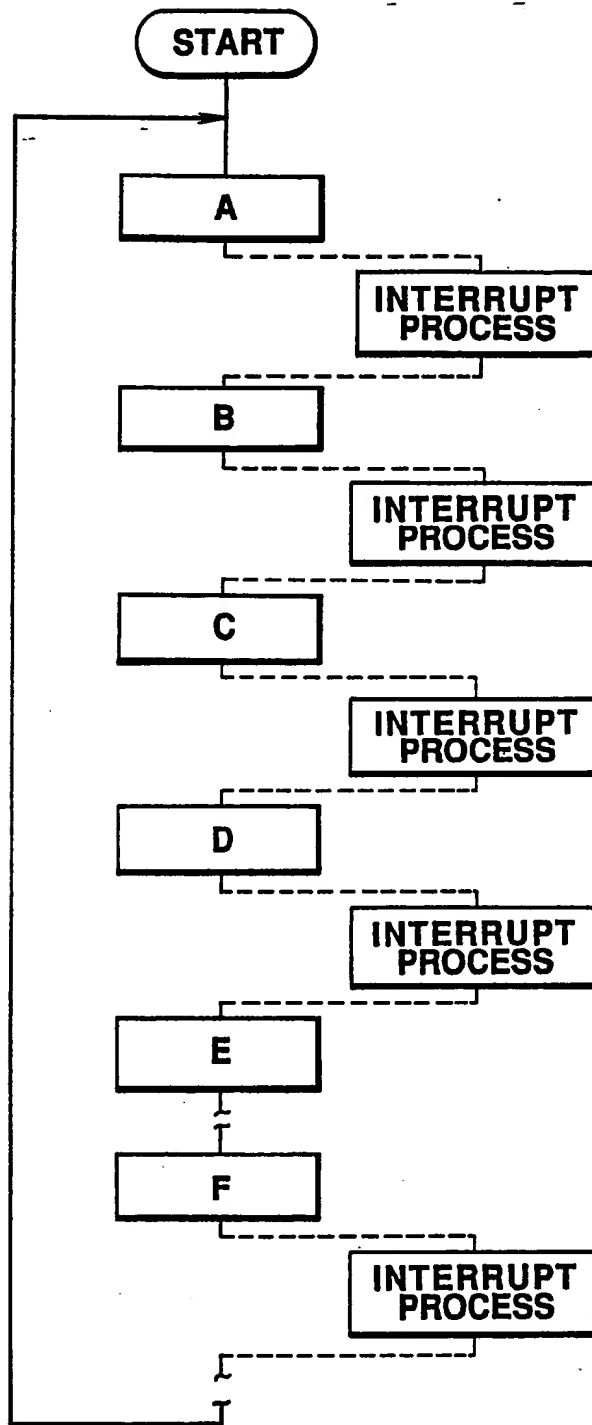 START
A
INTERRUPT
PROCESS
B
INTERRUPT
PROCESS
C
INTERRUPT
PROCESS
D
INTERRUPT
PROCESS
E
F
INTERRUPT
PROCESS